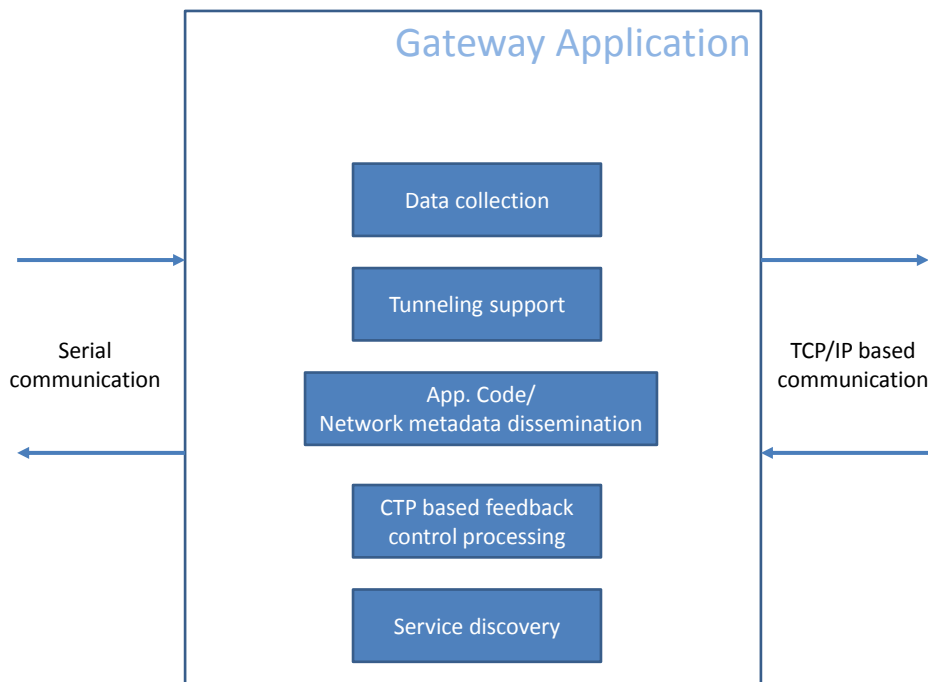 Gateway Application
Data collection
Tunneling support
Serial
communication
TCP/IP based
communication
App. Code/
Network metadata dissemination
CTP based feedback
control processing
Service discovery